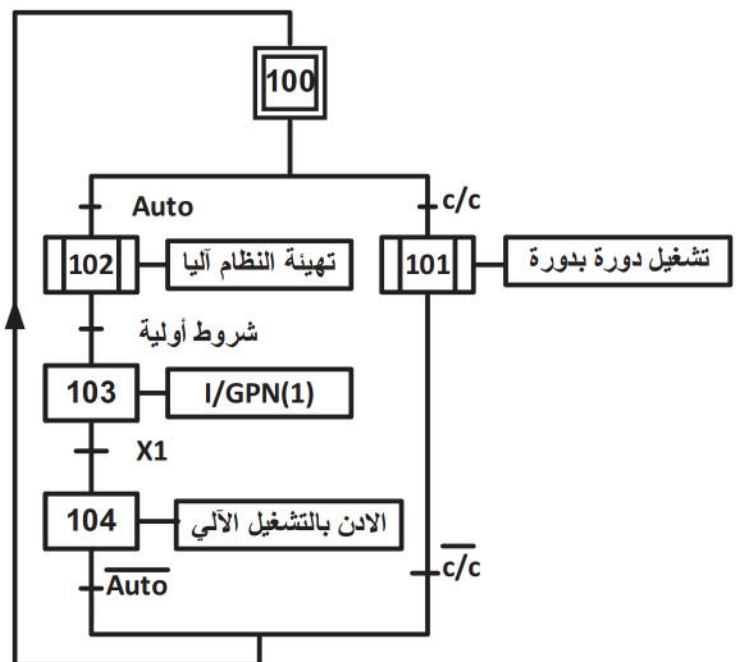 100
Auto
c/c
102
تهيئة النظام آليا
101
تشغيل دورة بدورة
شروط أولية
103
I/GPN(1)
X1
104
الادن بالتشغيل الآلي
A̅u̅t̅o̅
c̅/̅c̅